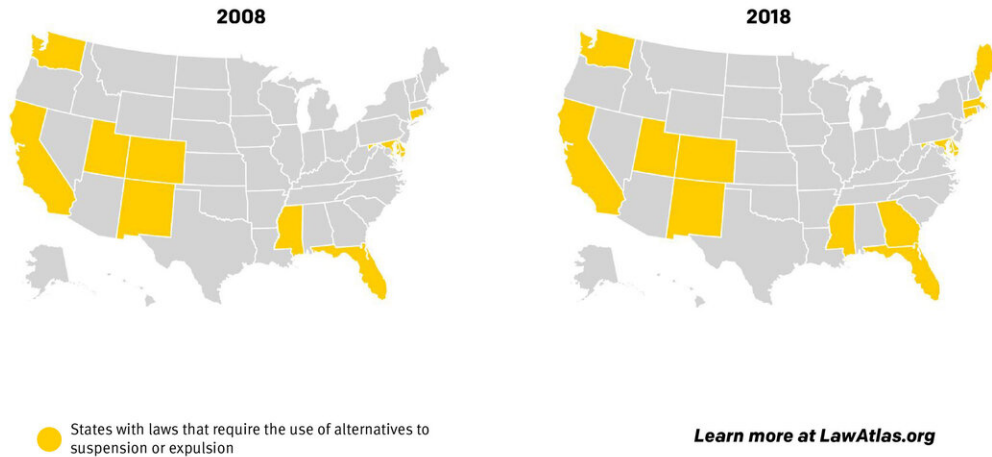 2008
2018
States with laws that require the use of alternatives to
suspension or expulsion
Learn more at LawAtlas.org